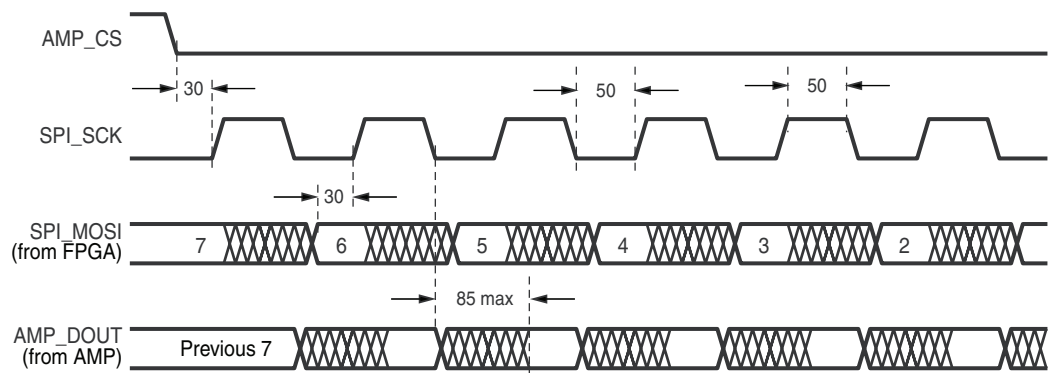 AMP_CS
30
50
50
SPI_SCK
30
SPI_MOSI
(from FPGA)
7
6
5
4
3
2
85 max
AMP_DOUT
(from AMP)
Previous 7